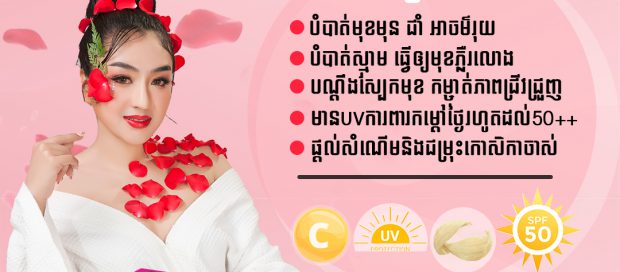 បំបាត់មុខមុន ជាំ អាចម៍រុយ
បំបាត់ស្នាម ធ្វើឲ្យមុខភ្លឺរលោង
បណ្តឹងស្បែកមុខ កម្ចាត់ភាពជ្រីវជ្រួញ
មានUVការពារកម្តៅថ្ងៃរហូតដល់50++
ផ្តល់សំណើមនិងជម្រុះកោសិកាចាស់
C
UV
PROTECTION
SPF
50